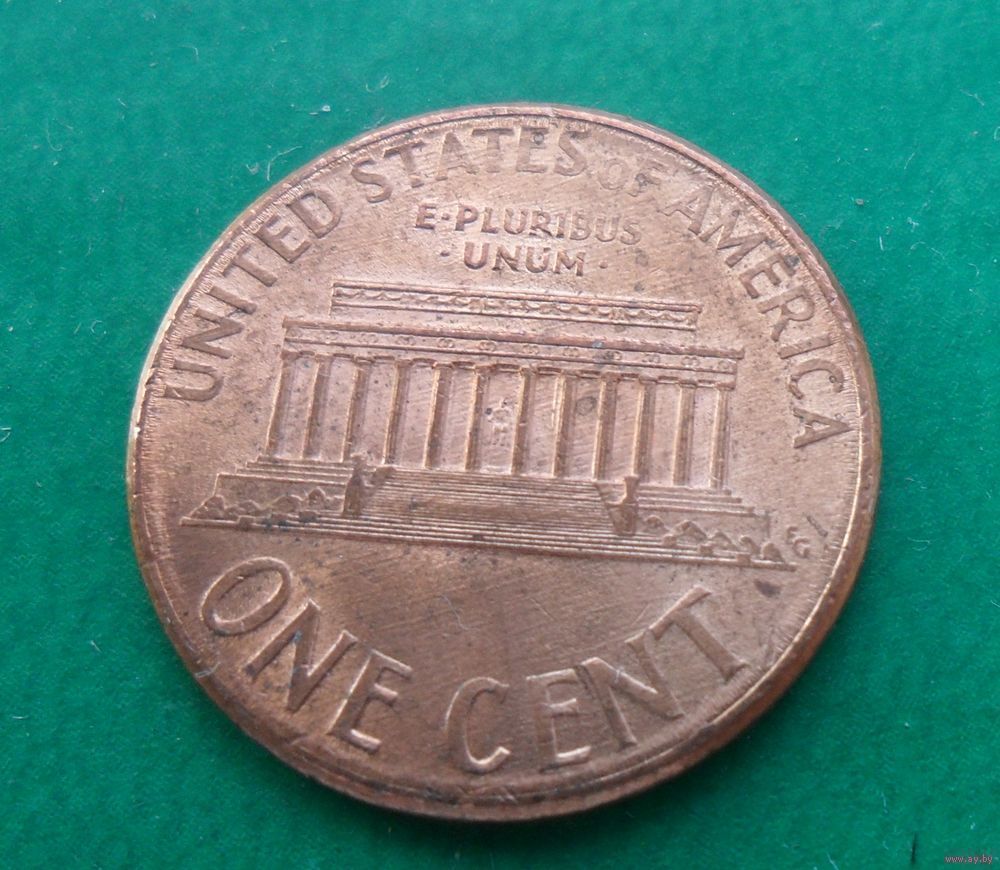 UNITED STATES OF AMERICA
E·PLURIBUS
·UNUM·
ONE CENT
www.ay.by